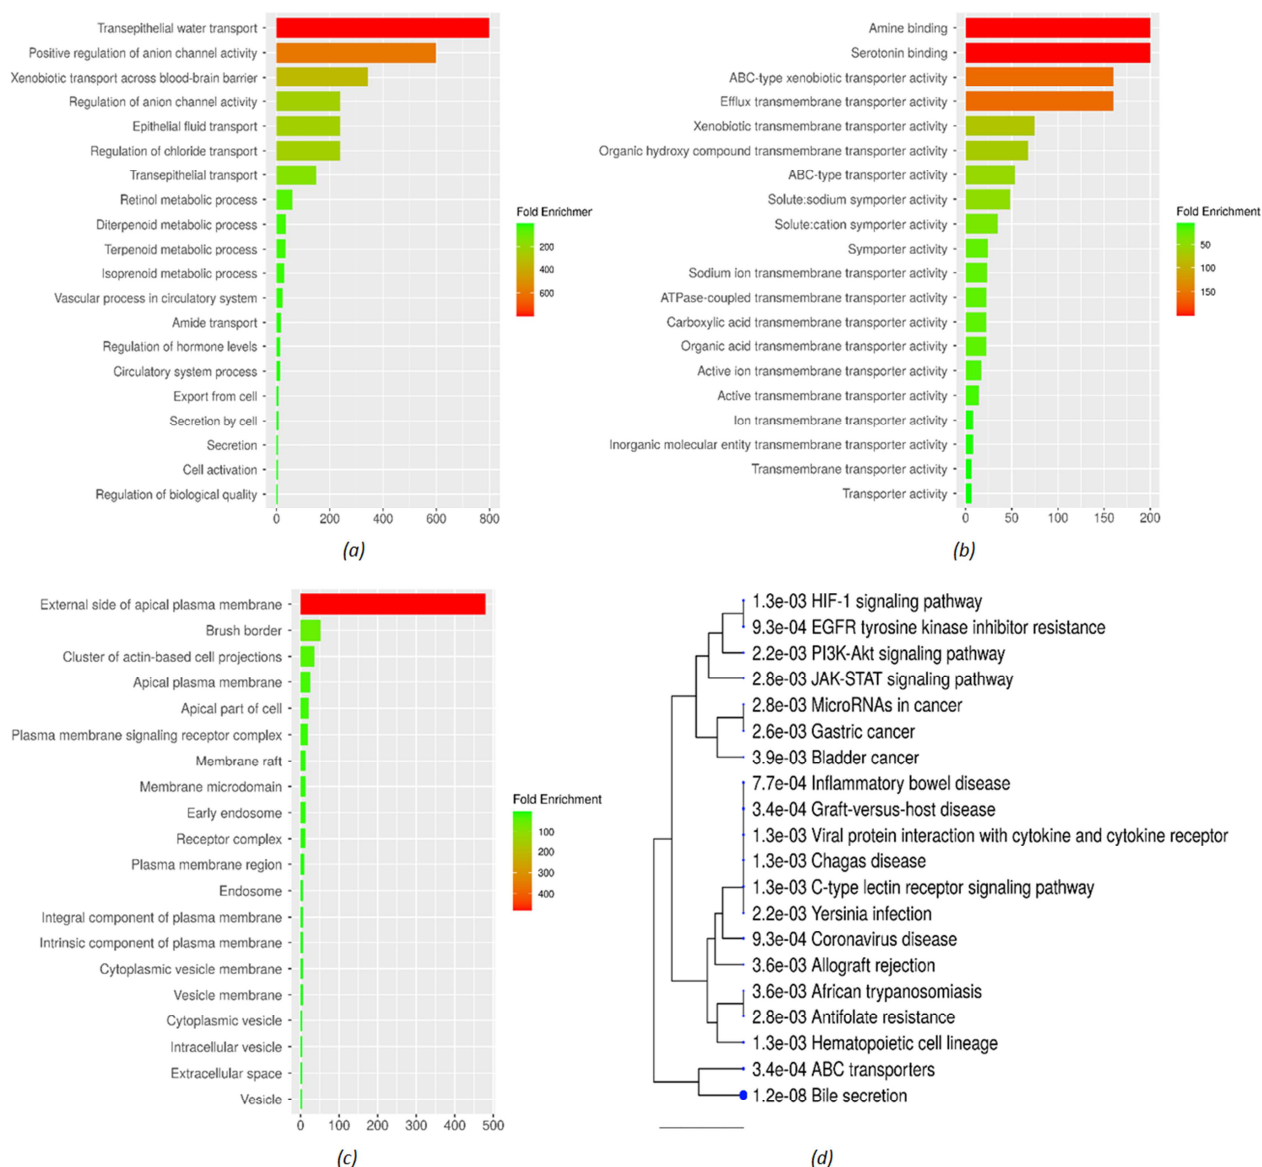 Transepithelial water transport
Positive regulation of anion channel activity
Xenobiotic transport across blood-brain barrier
Regulation of anion channel activity
Epithelial fluid transport
Regulation of chloride transport
Transepithelial transport
Retinol metabolic process
Diterpenoid metabolic process
Terpenoid metabolic process
Isoprenoid metabolic process
Vascular process in circulatory system
Amide transport
Regulation of hormone levels
Circulatory system process
Export from cell
Secretion by cell
Secretion
Cell activation
Regulation of biological quality
0 200 400 600 800
Fold Enrichmer
200
400
600
(a)
Amine binding
Serotonin binding
ABC-type xenobiotic transporter activity
Efflux transmembrane transporter activity
Xenobiotic transmembrane transporter activity
Organic hydroxy compound transmembrane transporter activity
ABC-type transporter activity
Solute:sodium symporter activity
Solute:cation symporter activity
Symporter activity
Sodium ion transmembrane transporter activity
ATPase-coupled transmembrane transporter activity
Carboxylic acid transmembrane transporter activity
Organic acid transmembrane transporter activity
Active ion transmembrane transporter activity
Active transmembrane transporter activity
Ion transmembrane transporter activity
Inorganic molecular entity transmembrane transporter activity
Transmembrane transporter activity
Transporter activity
0 50 100 150 200
Fold Enrichment
50
100
150
(b)
External side of apical plasma membrane
Brush border
Cluster of actin-based cell projections
Apical plasma membrane
Apical part of cell
Plasma membrane signaling receptor complex
Membrane raft
Membrane microdomain
Early endosome
Receptor complex
Plasma membrane region
Endosome
Integral component of plasma membrane
Intrinsic component of plasma membrane
Cytoplasmic vesicle membrane
Vesicle membrane
Cytoplasmic vesicle
Intracellular vesicle
Extracellular space
Vesicle
0 100 200 300 400 500
Fold Enrichment
100
200
300
400
(c)
1.3e-03 HIF-1 signaling pathway
9.3e-04 EGFR tyrosine kinase inhibitor resistance
2.2e-03 PI3K-Akt signaling pathway
2.8e-03 JAK-STAT signaling pathway
2.8e-03 MicroRNAs in cancer
2.6e-03 Gastric cancer
3.9e-03 Bladder cancer
7.7e-04 Inflammatory bowel disease
3.4e-04 Graft-versus-host disease
1.3e-03 Viral protein interaction with cytokine and cytokine receptor
1.3e-03 Chagas disease
1.3e-03 C-type lectin receptor signaling pathway
2.2e-03 Yersinia infection
9.3e-04 Coronavirus disease
3.6e-03 Allograft rejection
3.6e-03 African trypanosomiasis
2.8e-03 Antifolate resistance
1.3e-03 Hematopoietic cell lineage
3.4e-04 ABC transporters
1.2e-08 Bile secretion
(d)